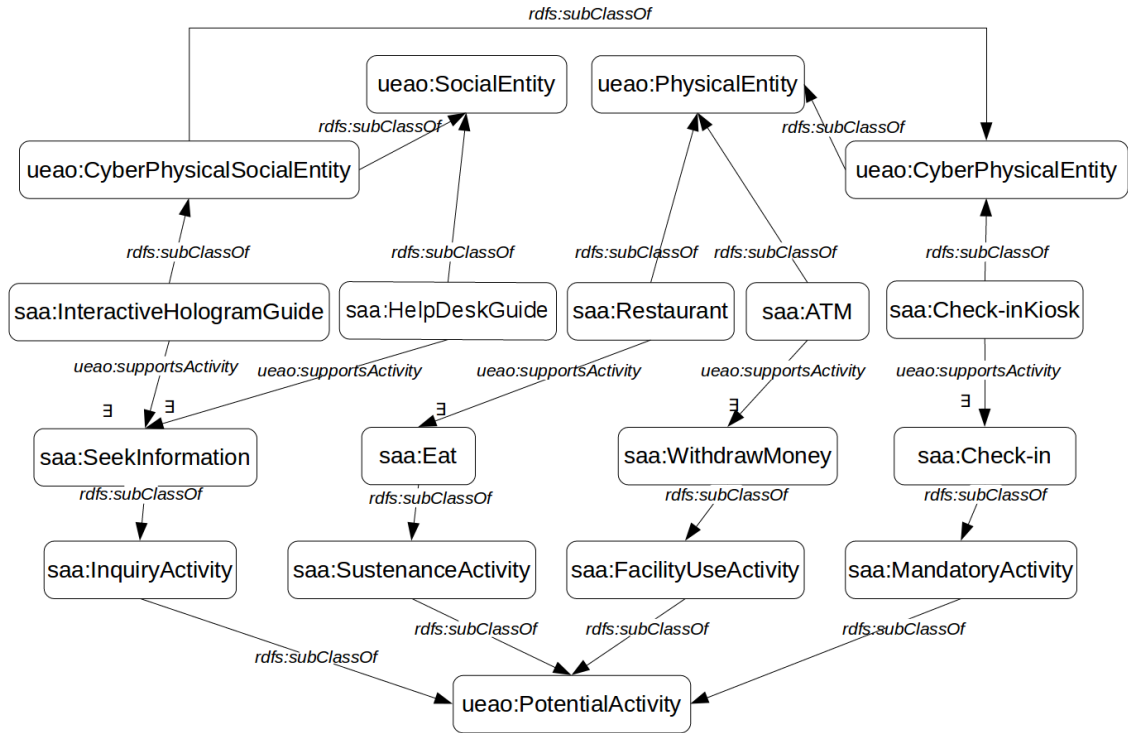 rdfs:subClassOf
ueao:SocialEntity
ueao:PhysicalEntity
rdfs:subClassOf
rdfs:subClassOf
ueao:CyberPhysicalSocialEntity
ueao:CyberPhysicalEntity
rdfs:subClassOf
rdfs:subClassOf
rdfs:subClassOf
rdfs:subClassOf
rdfs:subClassOf
saa:InteractiveHologramGuide
saa:HelpDeskGuide
saa:Restaurant
saa:ATM
saa:Check-inKiosk
ueao:supportsActivity
ueao:supportsActivity
ueao:supportsActivity
ueao:supportsActivity
ueao:supportsActivity
∃
∃
∃
∃
∃
saa:SeekInformation
saa:Eat
saa:WithdrawMoney
saa:Check-in
rdfs:subClassOf
rdfs:subClassOf
rdfs:subClassOf
rdfs:subClassOf
saa:InquiryActivity
saa:SustenanceActivity
saa:FacilityUseActivity
saa:MandatoryActivity
rdfs:subClassOf
rdfs:subClassOf
rdfs:subClassOf
rdfs:subClassOf
ueao:PotentialActivity